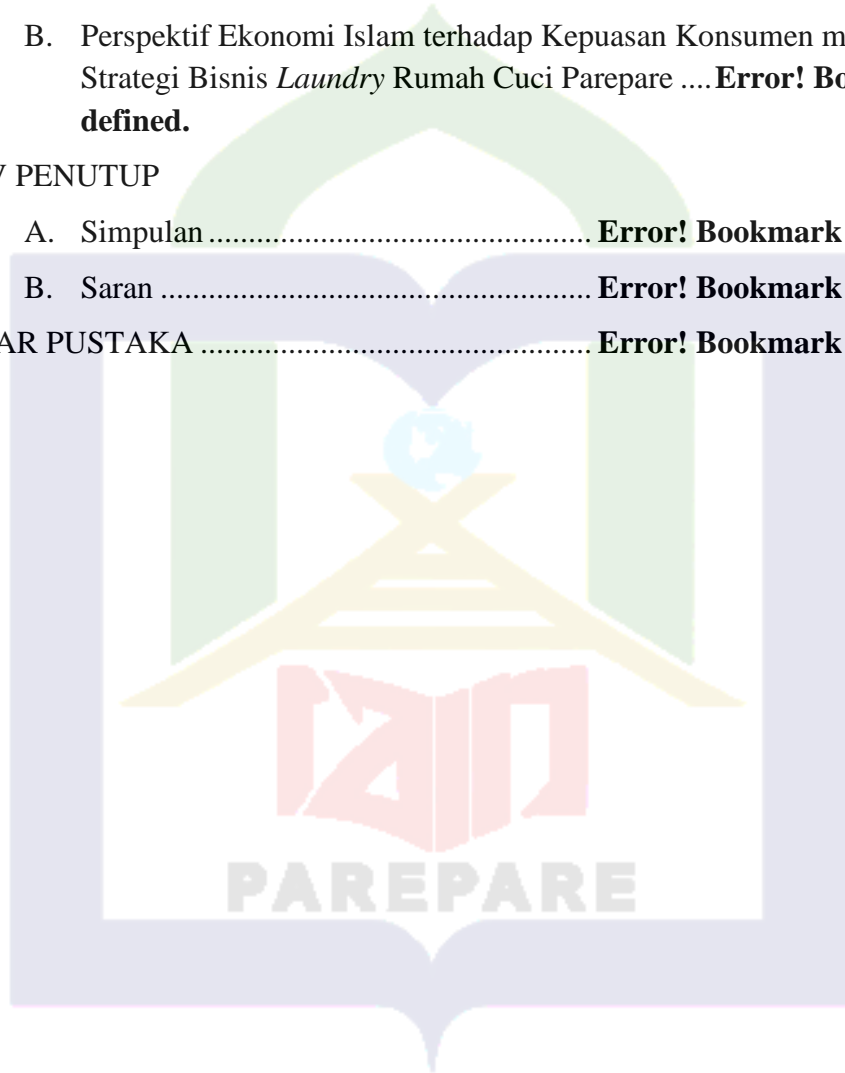 B. Perspektif Ekonomi Islam terhadap Kepuasan Konsumen m
Strategi Bisnis Laundry Rumah Cuci Parepare ....Error! Bo
defined.
PENUTUP
A. Simpulan ................................................ Error! Bookmark
B. Saran ...................................................... Error! Bookmark
AR PUSTAKA ................................................. Error! Bookmark
iain
PAREPARE